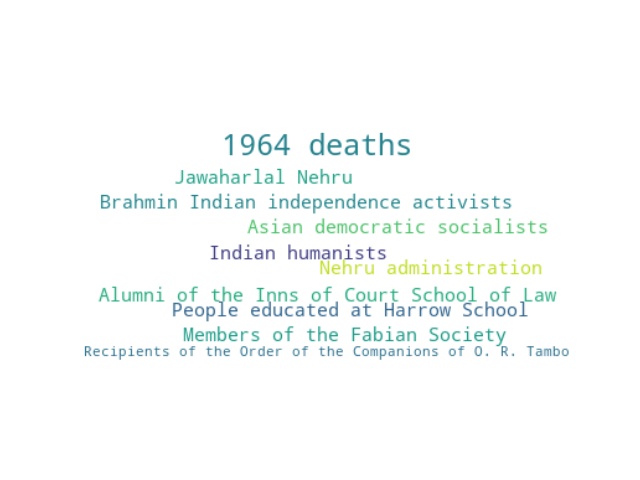 1964 deaths
Jawaharlal Nehru
Brahmin Indian independence activists
Asian democratic socialists
Indian humanists
Nehru administration
Alumni of the Inns of Court School of Law
People educated at Harrow School
Members of the Fabian Society
Recipients of the Order of the Companions of O. R. Tambo